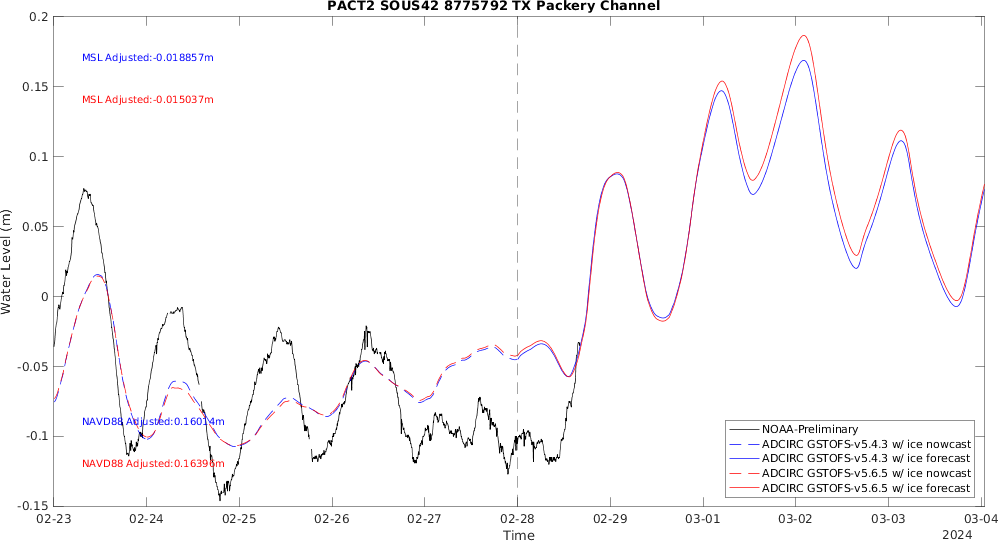 PACT2 SOUS42 8775792 TX Packery Channel
0.2
0.15
0.1
0.05
0
-0.05
-0.1
-0.15
Water Level (m)
MSL Adjusted:-0.018857m
MSL Adjusted:-0.015037m
NAVD88 Adjusted:0.16014m
NAVD88 Adjusted:0.16396m
NOAA-Preliminary
ADCIRC GSTOFS-v5.4.3 w/ ice nowcast
ADCIRC GSTOFS-v5.4.3 w/ ice forecast
ADCIRC GSTOFS-v5.6.5 w/ ice nowcast
ADCIRC GSTOFS-v5.6.5 w/ ice forecast
02-23 02-24 02-25 02-26 02-27 02-28 02-29 03-01 03-02 03-03 03-04
Time
2024